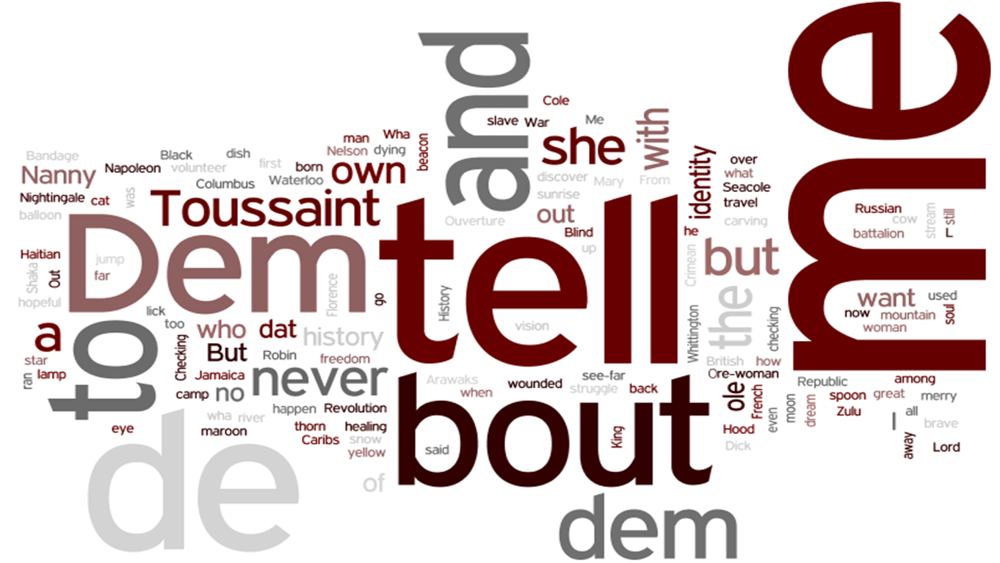 me
and
Cole
slave
War
Me
she
with
man
Wha
Nelson
dying
beacon
Bandage
Black
dish
first
born
own
Nanny
Napoleon
volunteer
Columbus
Waterloo
discover
Mary
From
identity
over
what
Seacole
travel
Nightingale
cat
was
Toussaint
sunrise
balloon
Ouverture
out
carving
Russian
cow
stream
still
battalion
L
Dem
tell
Blind
he
up
but
Crimean
Haitian
jump
far
Shaka
Out
hopeful
Florence
go
History
the
want
used
now
mountain
soul
woman
lick
too
to
a
who
dat
history
vision
Whittington
checking
Checking
But
Robin
freedom
star
lamp
ran
Jamaica
never
camp
no
Arawaks
when
wounded
see-far
struggle
back
British
how
Ore-woman
ole
French
Republic
spoon
great
among
merry
even
moon
dream
Zulu
I
all
brave
away
Lord
happen
Revolution
wha
river
eye
maroon
thorn
healing
Caribs
snow
yellow
bout
said
King
Hood
Dick
de
of
dem